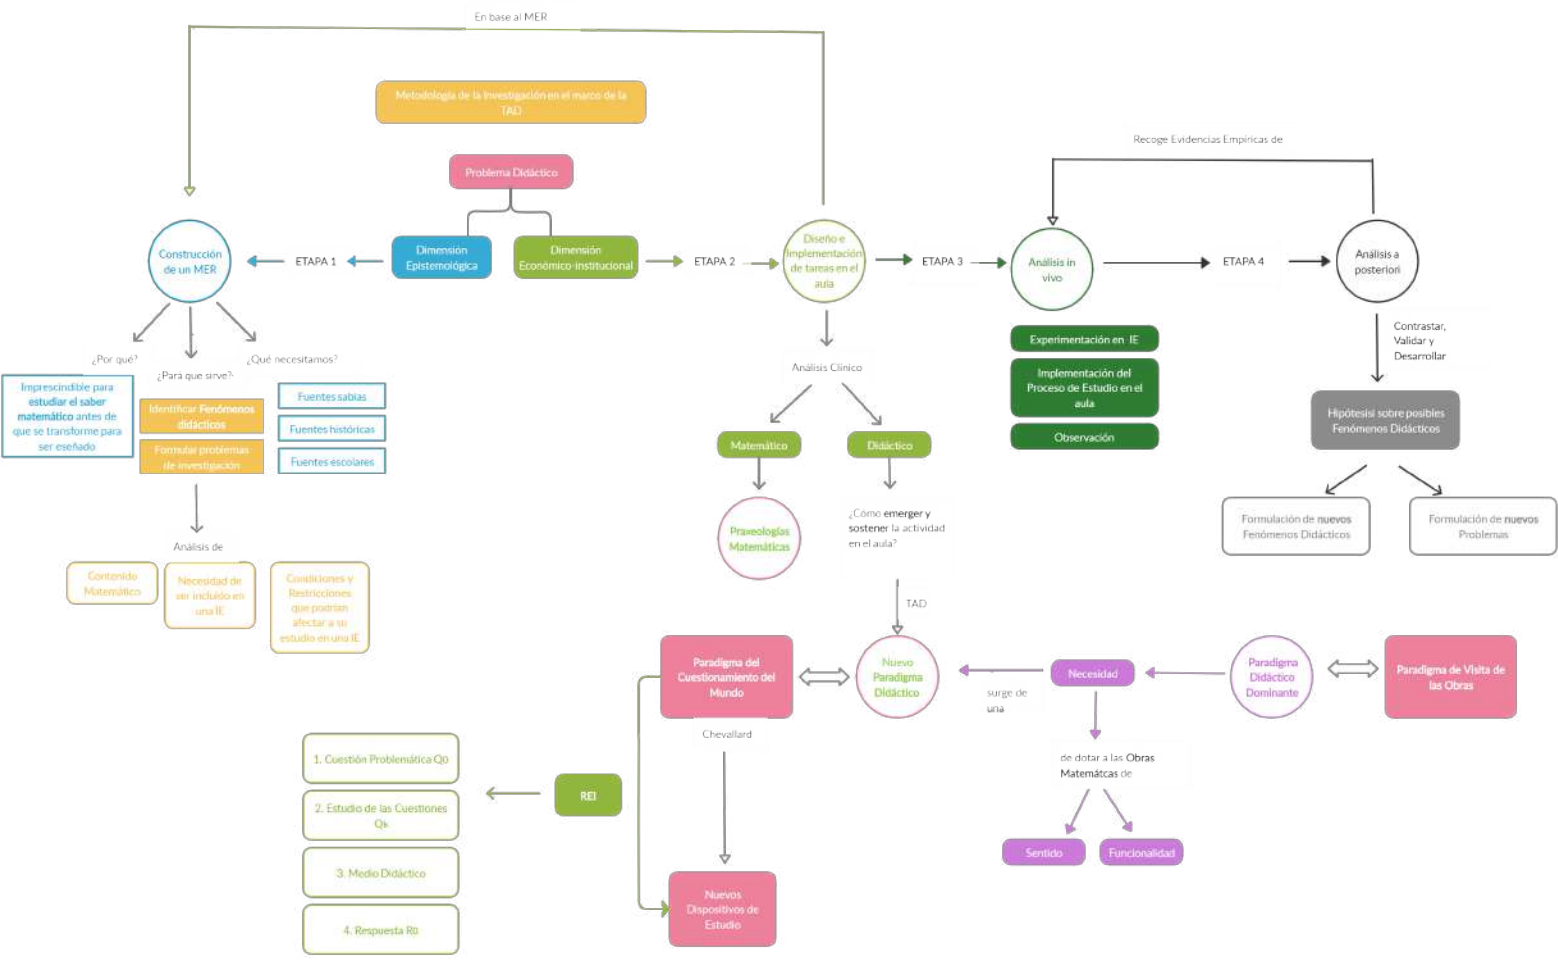 En base al MER
Metodología de la Investigación en el marco de la
TAD
Recoge Evidencias Empíricas de
Problema Didáctico
Construcción
de un MER
ETAPA 1
Dimensión
Epistemológica
Dimensión
Económico-institucional
ETAPA 2
Diseño e
Implementación
de tareas en el
aula
ETAPA 3
Análisis in
vivo
ETAPA 4
Análisis a
posteriori
¿Por qué?
¿Para que sirve?
¿Qué necesitamos?
Imprescindible para
estudiar el saber
matemático antes de
que se transforme para
ser eseñado
Identificar Fenómenos
didácticos
Formular problemas
de investigación
Fuentes sabias
Fuentes históricas
Fuentes escolares
Análisis de
Contenido
Matemático
Necesidad de
ser incluido en
una IE
Condiciones y
Restricciones
que podrían
afectar a su
estudio en una IE
Análisis Clínico
Matemático
Didáctico
Praxeologías
Matemáticas
¿Cómo emerger y
sostener la actividad
en el aula?
Experimentación en IE
Implementación del
Proceso de Estudio en el
aula
Observación
Contrastar,
Validar y
Desarrollar
Hipótesisi sobre posibles
Fenómenos Didácticos
Formulación de nuevos
Fenómenos Didácticos
Formulación de nuevos
Problemas
TAD
Paradigma del
Cuestionamiento del
Mundo
Nuevo
Paradigma
Didáctico
surge de
una
Necesidad
Paradigma
Didáctico
Dominante
Paradigma de Visita de
las Obras
Chevallard
de dotar a las Obras
Matemátcas de
Sentido
Funcionalidad
REI
1. Cuestión Problemática Q0
2. Estudio de las Cuestiones
Qk
3. Medio Didáctico
4. Respuesta R0
Nuevos
Dispositivos de
Estudio